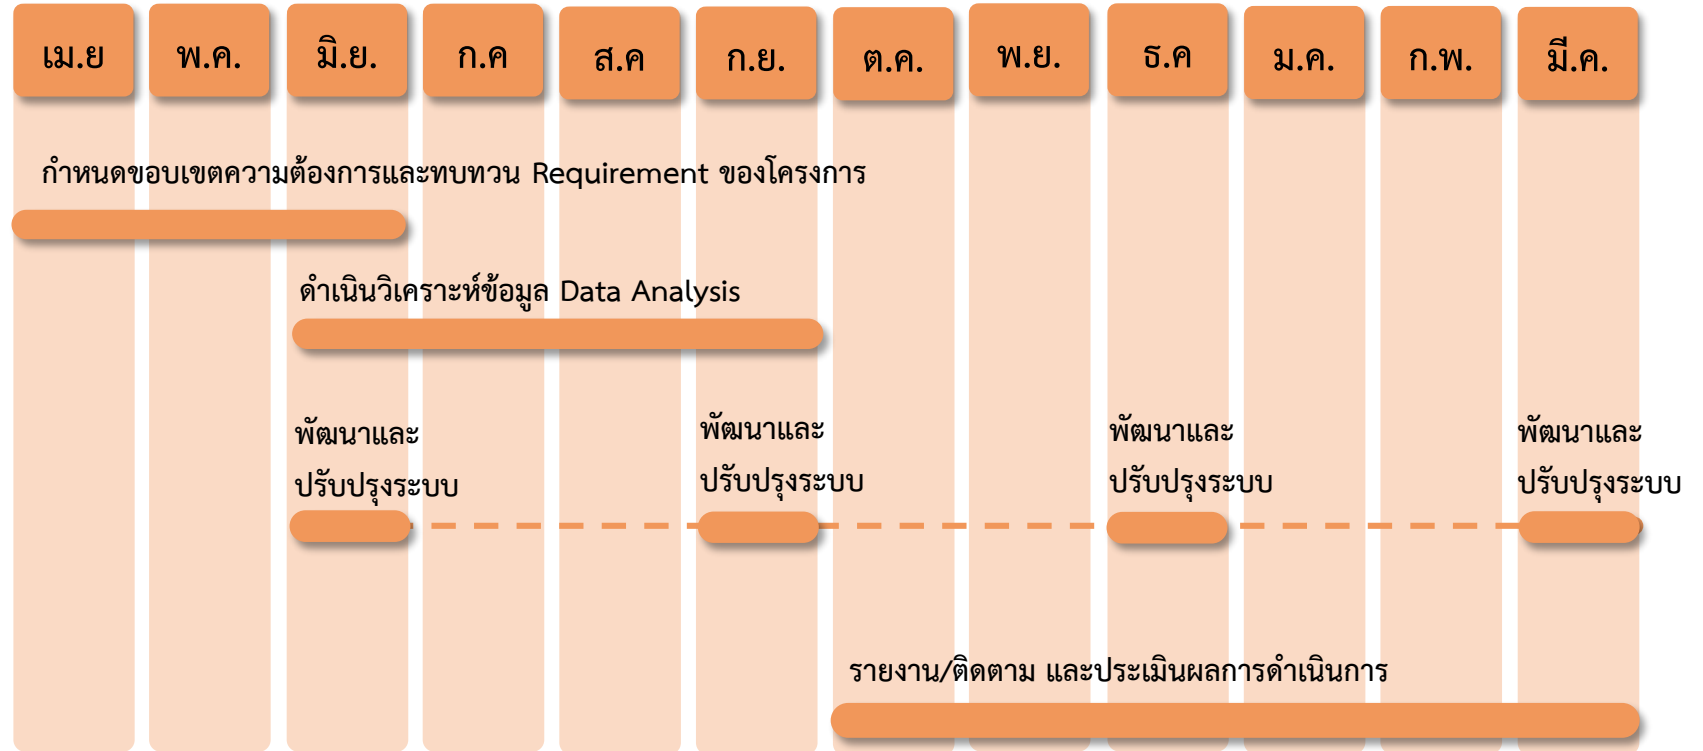 เม.ย
พ.ค.
มิ.ย.
ก.ค
ส.ค
ก.ย.
ต.ค.
พ.ย.
ธ.ค
ม.ค.
ก.พ.
มี.ค.
กำหนดขอบเขตความต้องการและทบทวน Requirement ของโครงการ
ดำเนินวิเคราะห์ข้อมูล Data Analysis
พัฒนาและ
ปรับปรุงระบบ
พัฒนาและ
ปรับปรุงระบบ
พัฒนาและ
ปรับปรุงระบบ
พัฒนาและ
ปรับปรุงระบบ
รายงาน/ติดตาม และประเมินผลการดำเนินการ